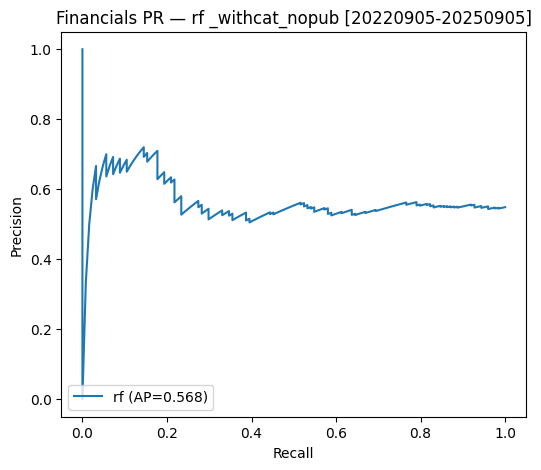 Financials PR — rf _withcat_nopub [20220905-20250905]
1.0
0.8
0.6
0.4
0.2
0.0
Precision
rf (AP=0.568)
0.0 0.2 0.4 0.6 0.8 1.0
Recall